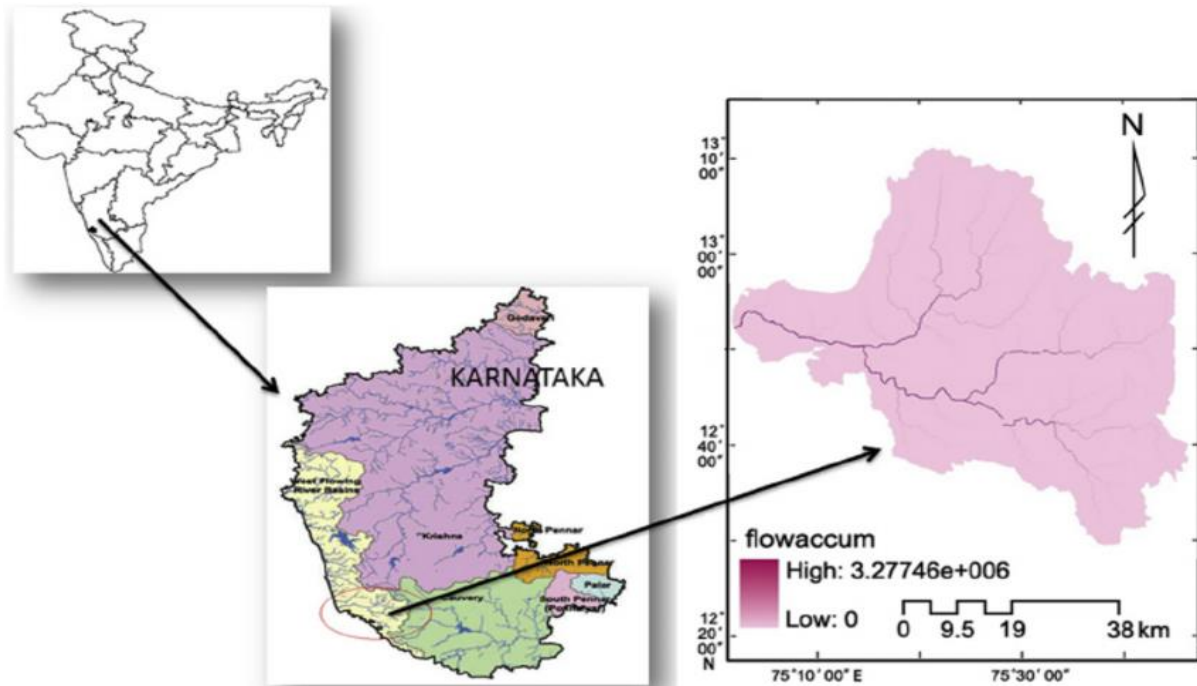 KARNATAKA
Godavari
West Flowing
River Basins
Krishna
North Pennar
Palar
South Pennar
N
13°
10'
00"
13°
00'
00"
12°
40'
00"
12°
20'
00"
N
75°10'00" E
75°30'00"
flowaccum
High: 3.27746e+006
Low: 0
0
9.5
19
38 km